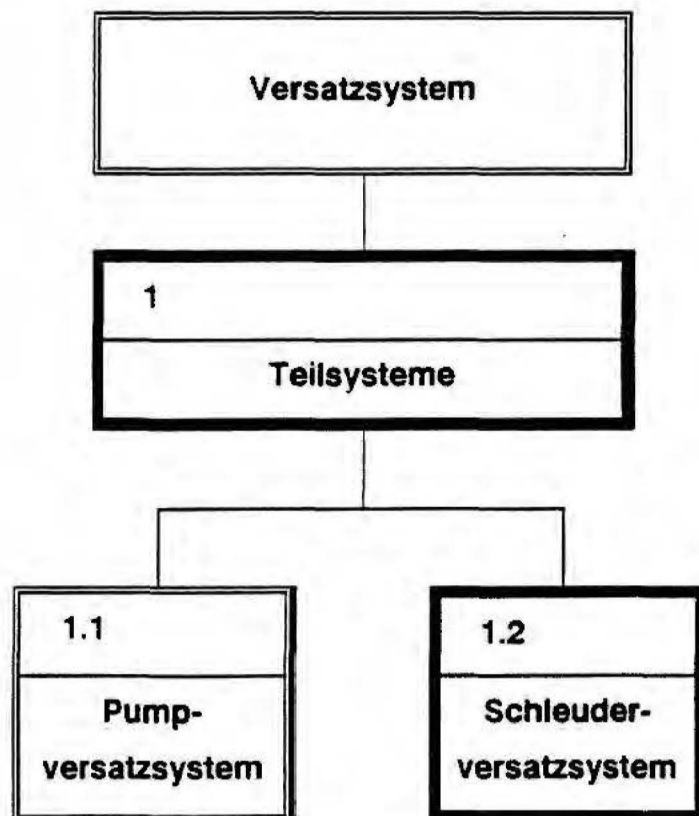 Versatzsystem
1
Teilsysteme
1.1
Pump-
versatzsystem
1.2
Schleuder-
versatzsystem